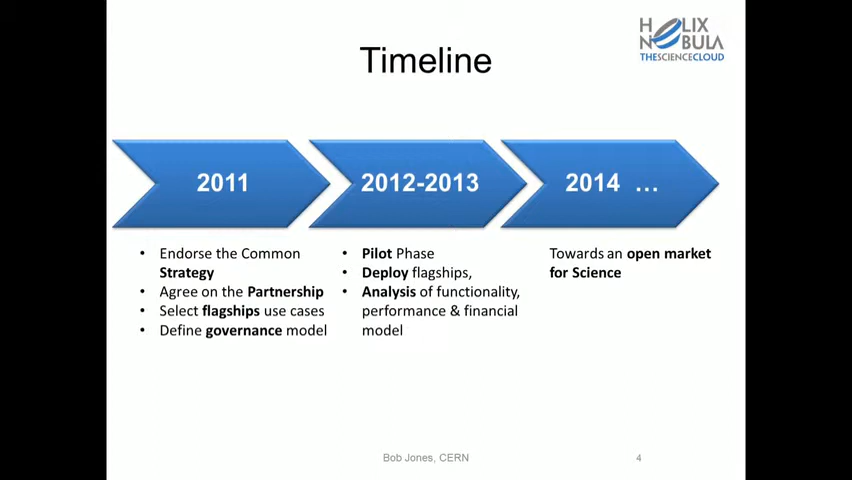 HELIX
NEBULA
THESCIENCECLOUD
Timeline
2011
2012-2013
2014 ...
• Endorse the Common
Strategy
• Agree on the Partnership
• Select flagships use cases
• Define governance model
• Pilot Phase
• Deploy flagships,
• Analysis of functionality,
performance & financial
model
Towards an open market
for Science
Bob Jones, CERN
4